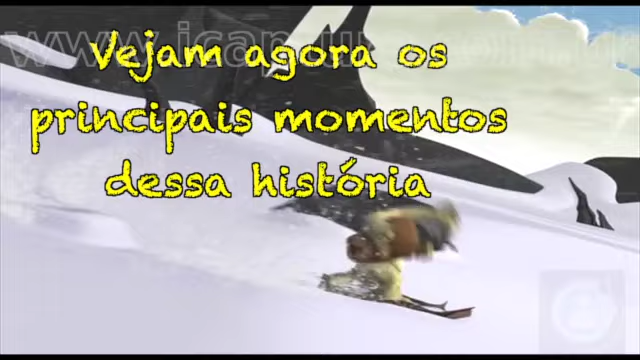 Vejam agora os
principais momentos
dessa história